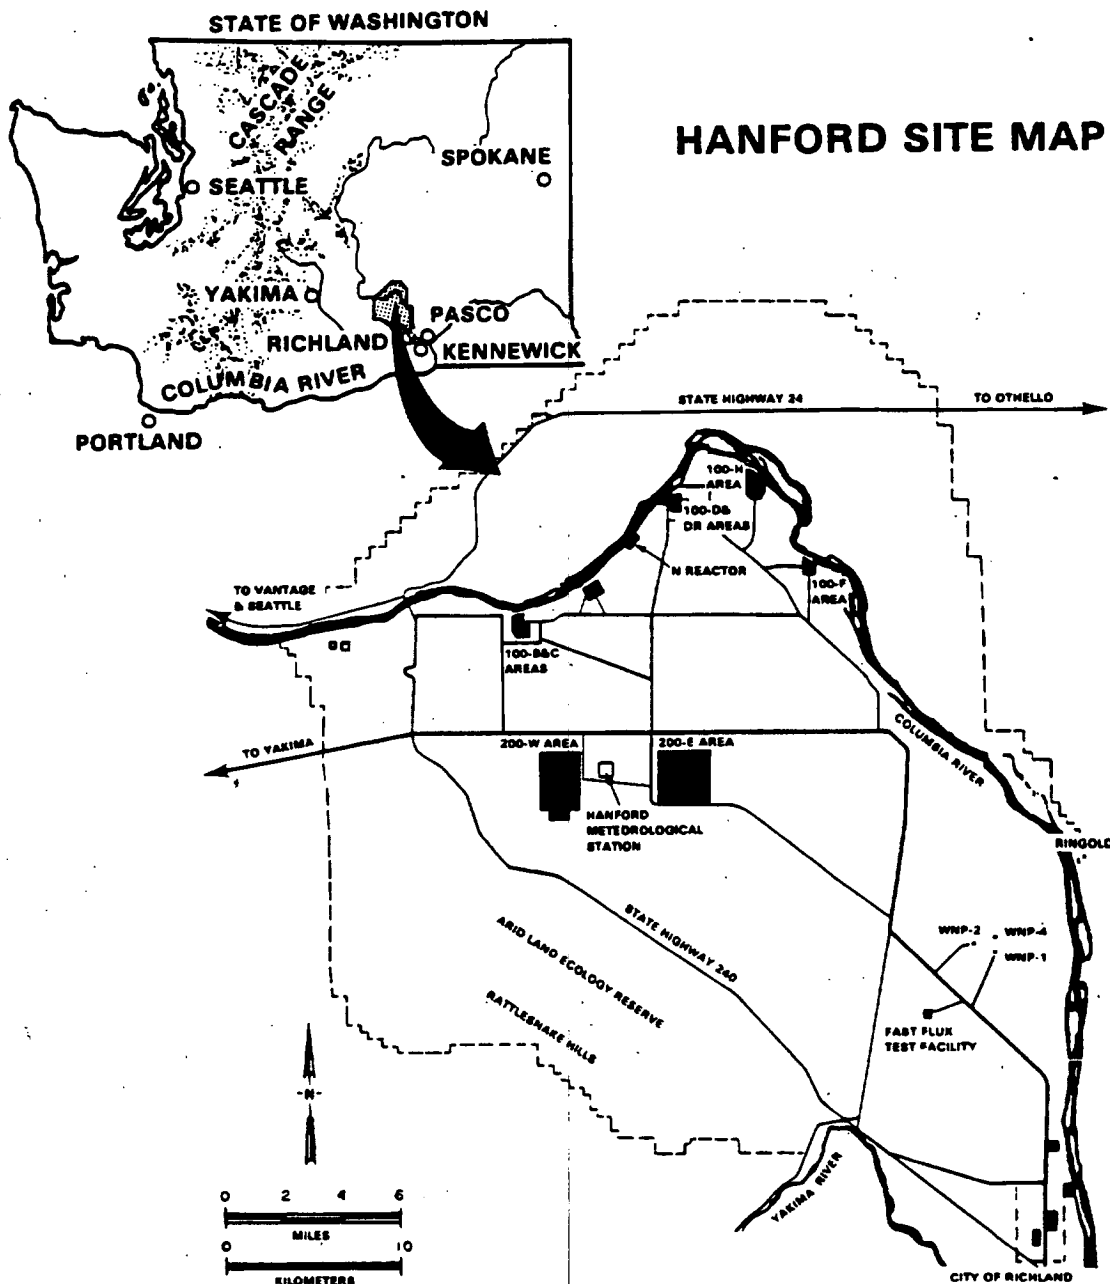 STATE OF WASHINGTON
HANFORD SITE MAP
CASCADE
RANGE
SPOKANE
SEATTLE
YAKIMA
PASCO
RICHLAND
KENNEWICK
COLUMBIA RIVER
PORTLAND
STATE HIGHWAY 24
TO OTHELLO
100-H
AREA
100-D&
DR AREAS
N REACTOR
100-F
AREA
TO VANTAGE
& SEATTLE
100-B&C
AREAS
COLUMBIA RIVER
TO YAKIMA
200-W AREA
200-E AREA
HANFORD
METEOROLOGICAL
STATION
RINGOLD
STATE HIGHWAY 240
WNP-2
WNP-4
WNP-1
ARID LAND ECOLOGY RESERVE
RATTLESNAKE HILLS
FAST FLUX
TEST FACILITY
-N-
YAKIMA RIVER
0 2 4 6
MILES
0 10
KILOMETERS
CITY OF RICHLAND